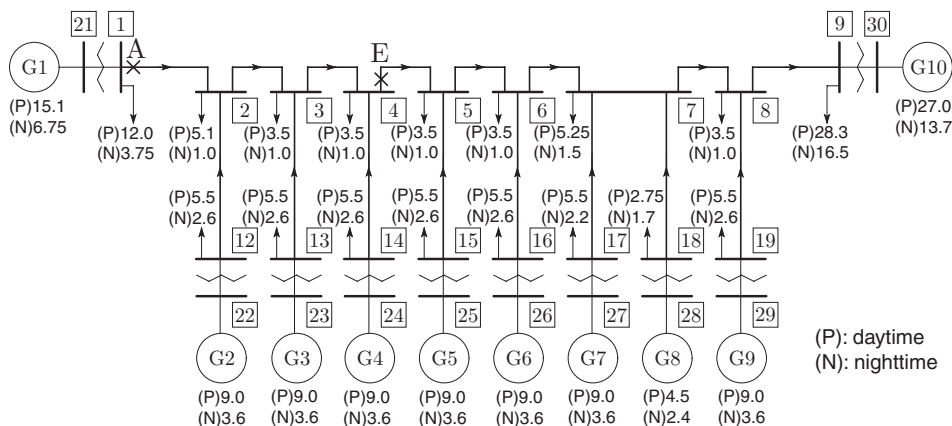 21 1 9 30
A E
G1 G10
2 3 4 5 6 7 8
(P)15.1
(N)6.75
(P)27.0
(N)13.7
(P)12.0
(N)3.75
(P)5.1
(N)1.0
(P)3.5
(N)1.0
(P)3.5
(N)1.0
(P)3.5
(N)1.0
(P)3.5
(N)1.0
(P)5.25
(N)1.5
(P)3.5
(N)1.0
(P)28.3
(N)16.5
(P)5.5
(N)2.6
(P)5.5
(N)2.6
(P)5.5
(N)2.6
(P)5.5
(N)2.6
(P)5.5
(N)2.6
(P)5.5
(N)2.2
(P)2.75
(N)1.7
(P)5.5
(N)2.6
12 13 14 15 16 17 18 19
22 23 24 25 26 27 28 29
G2 G3 G4 G5 G6 G7 G8 G9
(P)9.0
(N)3.6
(P)9.0
(N)3.6
(P)9.0
(N)3.6
(P)9.0
(N)3.6
(P)9.0
(N)3.6
(P)9.0
(N)3.6
(P)4.5
(N)2.4
(P)9.0
(N)3.6
(P): daytime
(N): nighttime